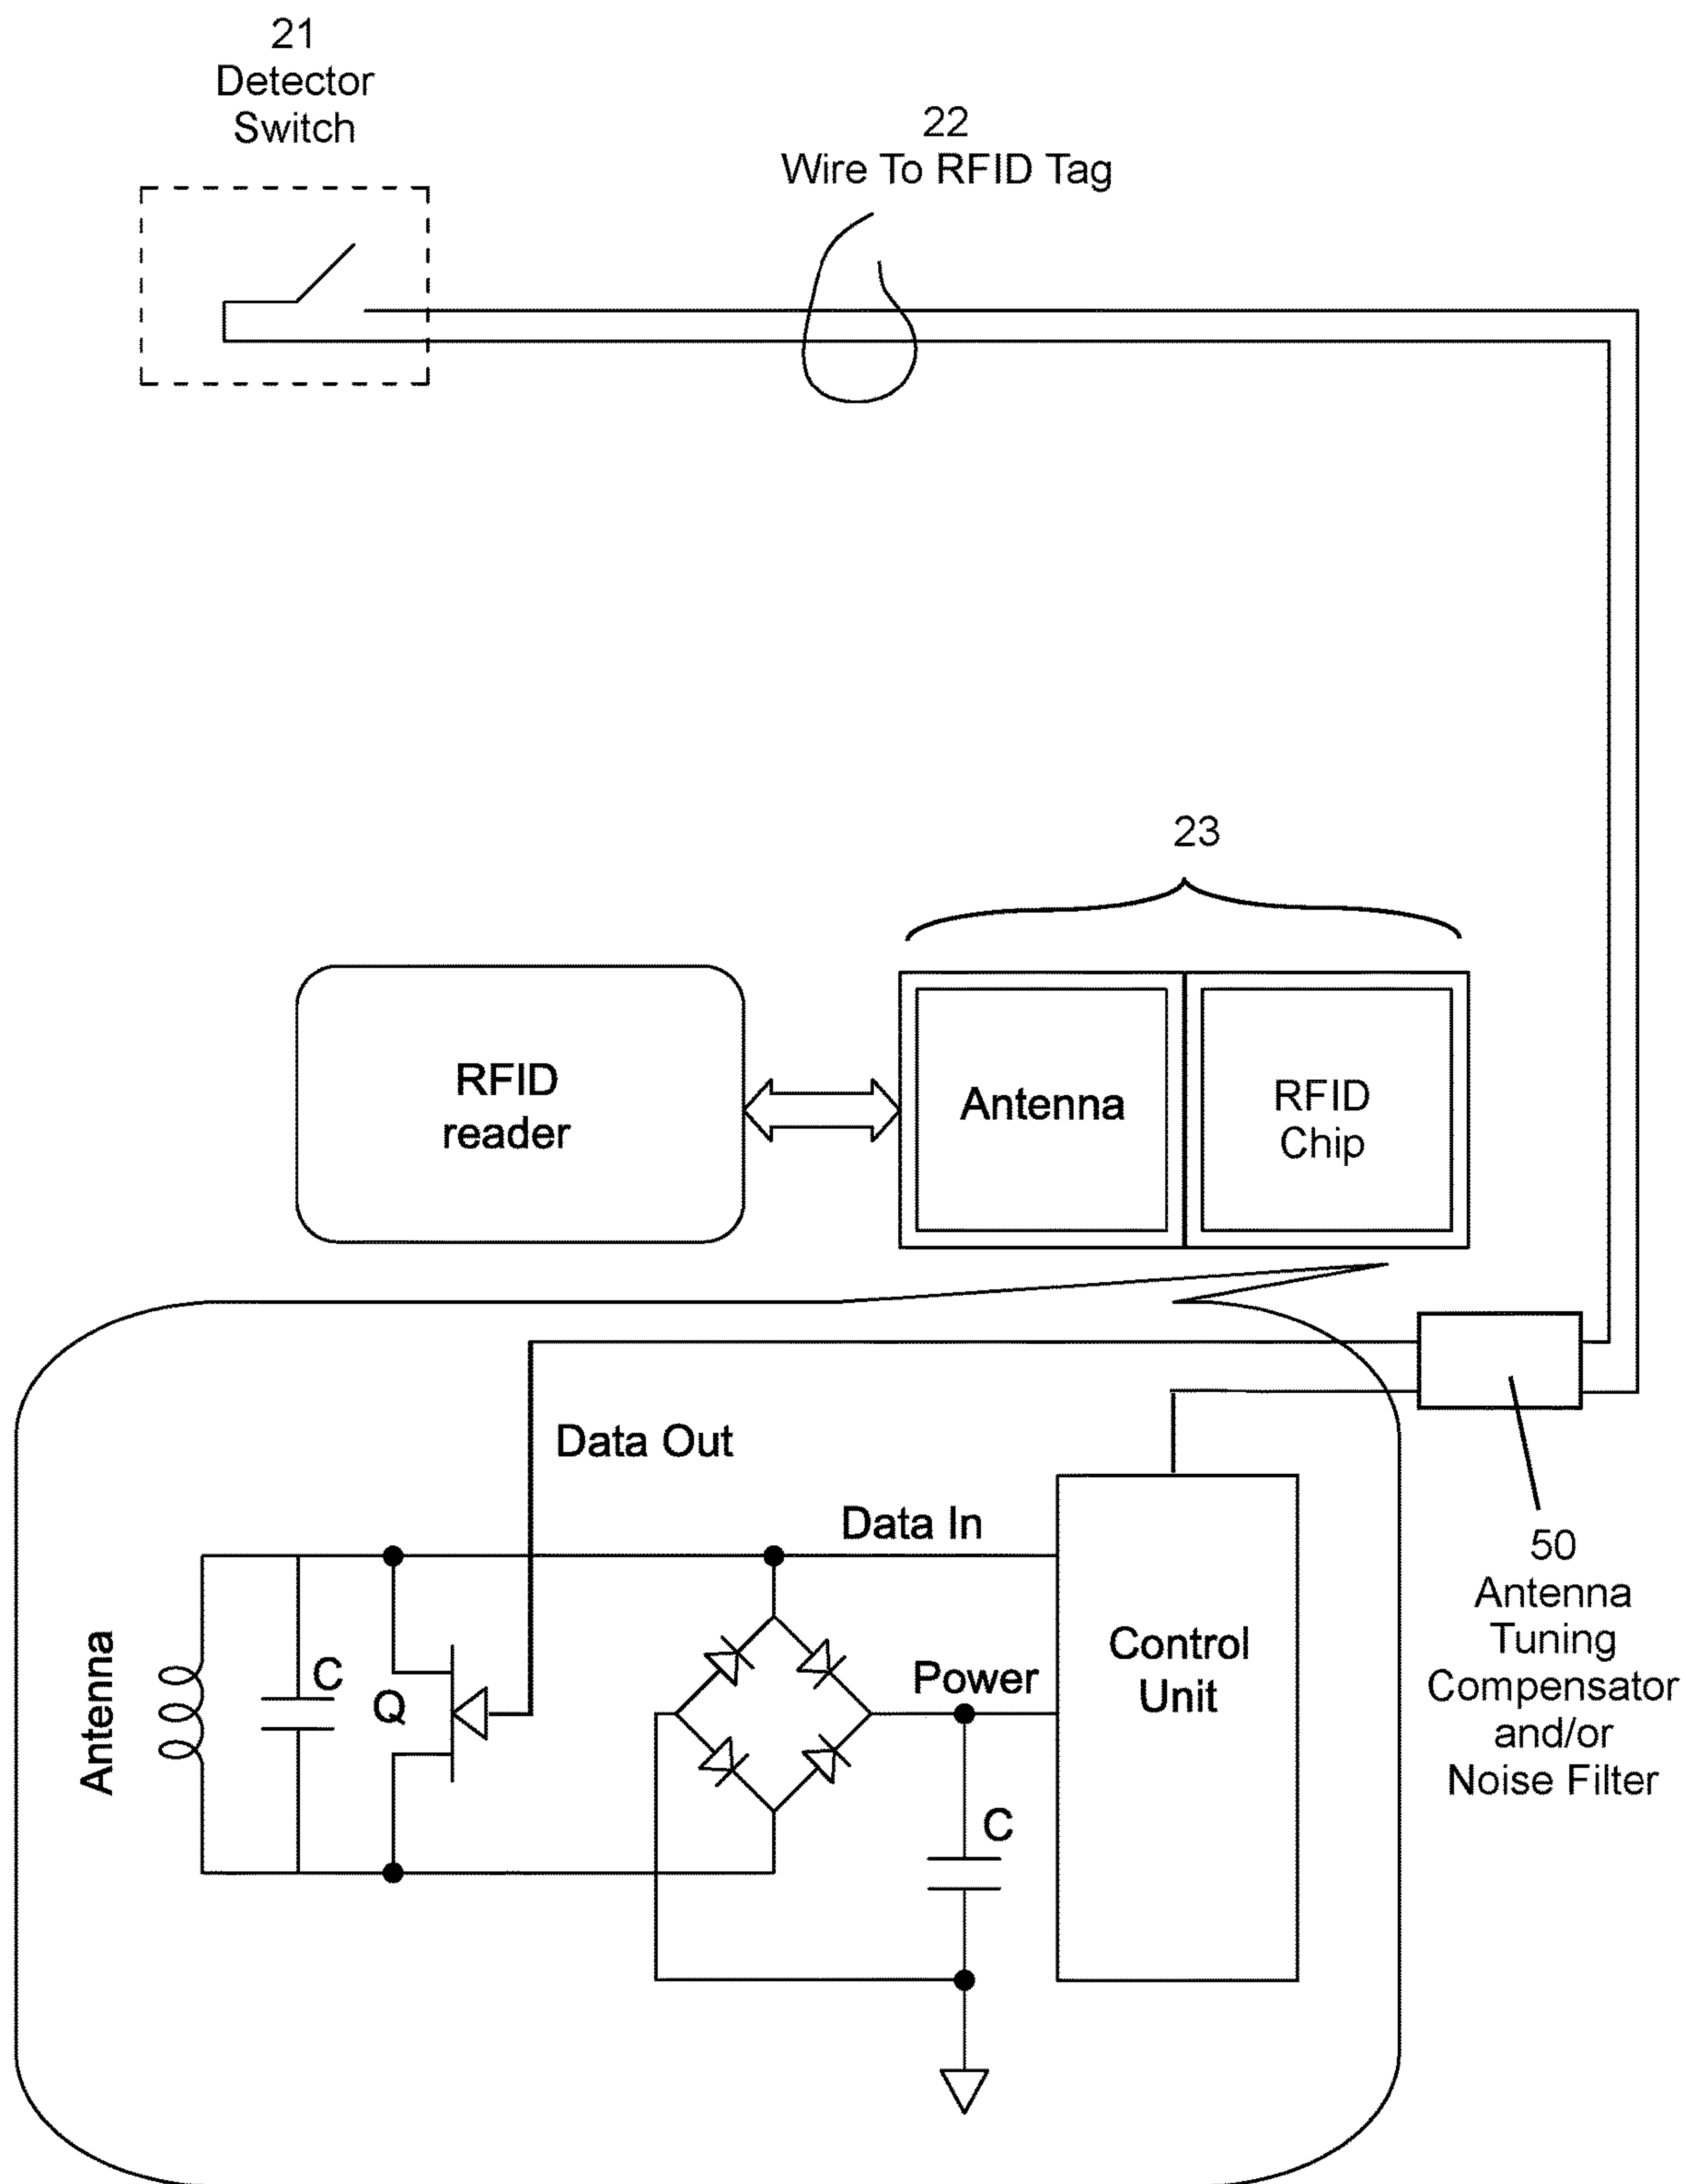 21
Detector
Switch
22
Wire To RFID Tag
23
RFID
reader
Antenna
RFID
Chip
Data Out
Data In
Antenna
C
Q
Power
C
Control
Unit
50
Antenna
Tuning
Compensator
and/or
Noise Filter